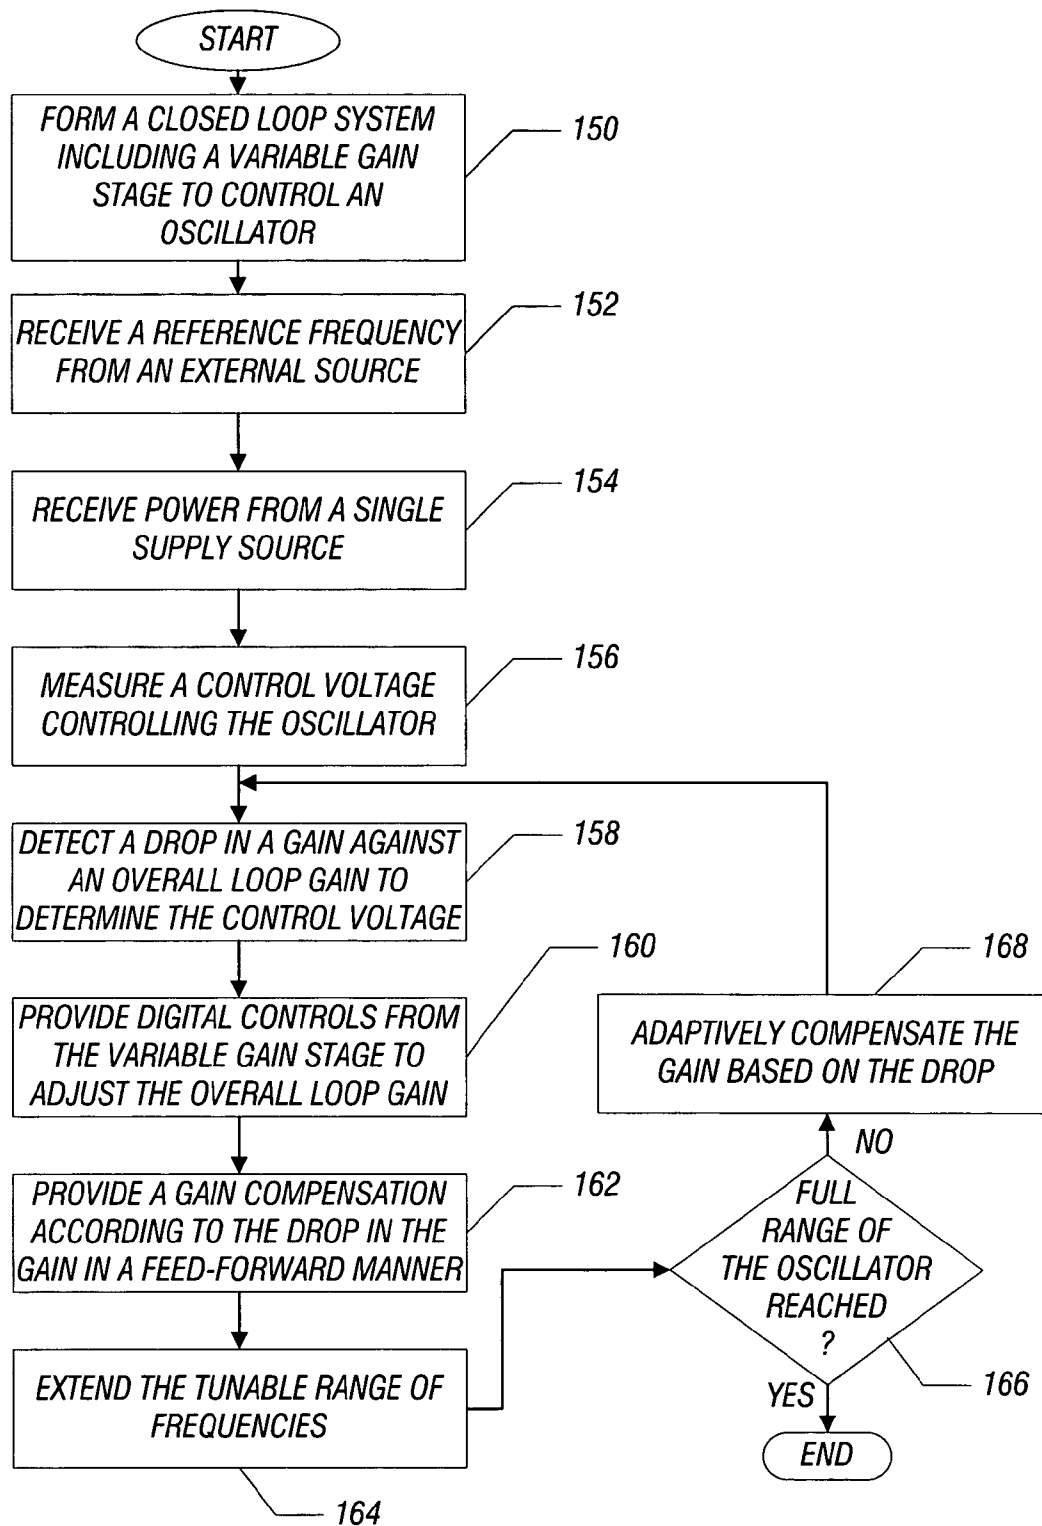 START
FORM A CLOSED LOOP SYSTEM
INCLUDING A VARIABLE GAIN
STAGE TO CONTROL AN
OSCILLATOR
150
RECEIVE A REFERENCE FREQUENCY
FROM AN EXTERNAL SOURCE
152
RECEIVE POWER FROM A SINGLE
SUPPLY SOURCE
154
MEASURE A CONTROL VOLTAGE
CONTROLLING THE OSCILLATOR
156
DETECT A DROP IN A GAIN AGAINST
AN OVERALL LOOP GAIN TO
DETERMINE THE CONTROL VOLTAGE
158
PROVIDE DIGITAL CONTROLS FROM
THE VARIABLE GAIN STAGE TO
ADJUST THE OVERALL LOOP GAIN
160
PROVIDE A GAIN COMPENSATION
ACCORDING TO THE DROP IN THE
GAIN IN A FEED-FORWARD MANNER
162
EXTEND THE TUNABLE RANGE OF
FREQUENCIES
164
FULL
RANGE OF
THE OSCILLATOR
REACHED
?
166
NO
ADAPTIVELY COMPENSATE THE
GAIN BASED ON THE DROP
168
YES
END